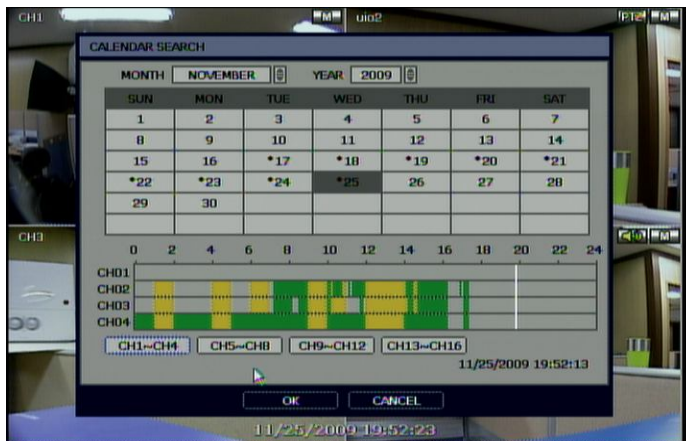 CH1 M uio2 PTZ M
CALENDAR SEARCH
MONTH NOVEMBER YEAR 2009
SUN MON TUE WED THU FRI SAT
1 2 3 4 5 6 7
8 9 10 11 12 13 14
15 16 *17 *18 *19 *20 *21
*22 *23 *24 *25 26 27 28
29 30
CH3 M
0 2 4 6 8 10 12 14 16 18 20 22 24
CH01
CH02
CH03
CH04
CH1~CH4 CH5~CH8 CH9~CH12 CH13~CH16
11/25/2009 19:52:13
OK CANCEL
11/25/2009 19:52:23